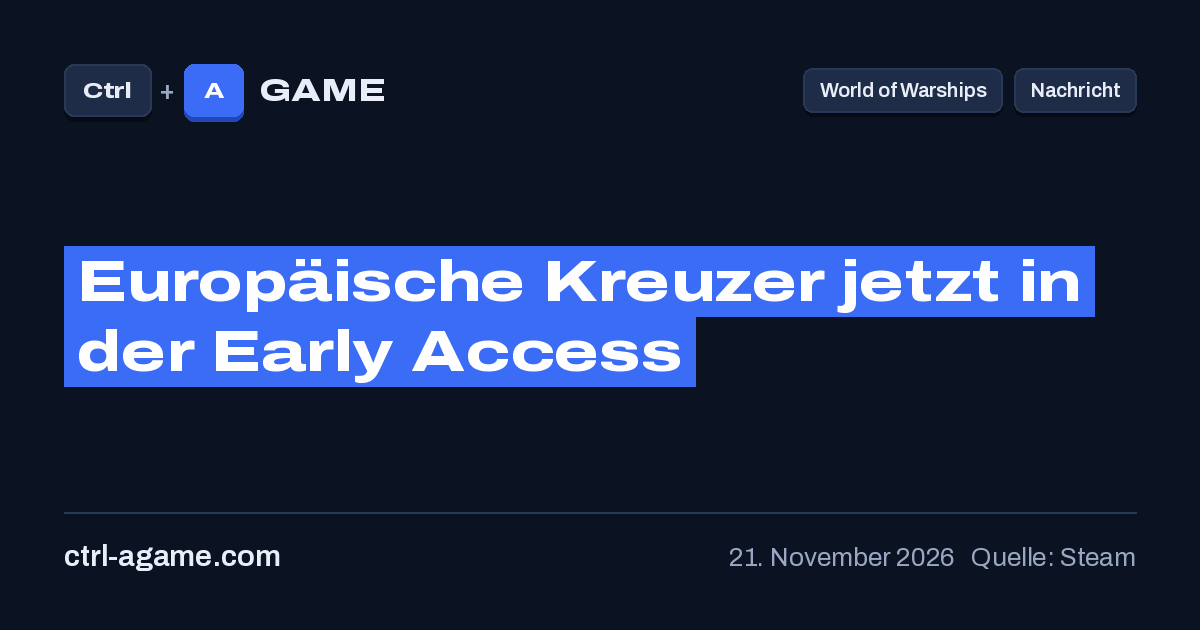 Ctrl + A GAME
World of Warships
Nachricht
Europäische Kreuzer jetzt in
der Early Access
ctrl-agame.com
21. November 2026 Quelle: Steam